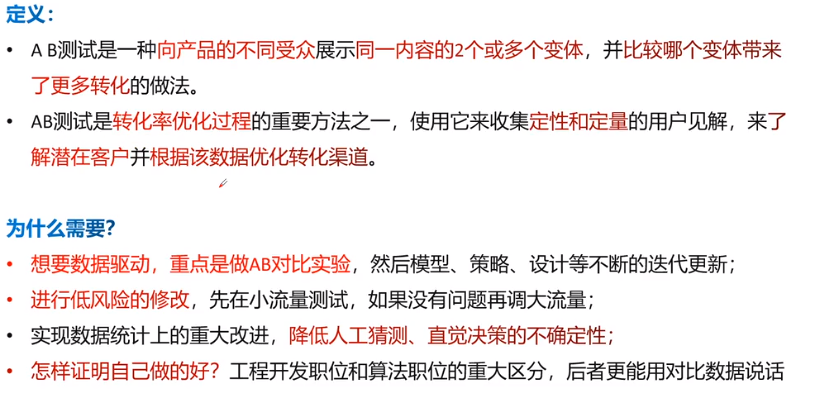 定义：
• A B测试是一种向产品的不同受众展示同一内容的2个或多个变体，并比较哪个变体带来
了更多转化的做法。
• AB测试是转化率优化过程的重要方法之一，使用它来收集定性和定量的用户见解，来了
解潜在客户并根据该数据优化转化渠道。
为什么需要?
• 想要数据驱动，重点是做AB对比实验，然后模型、策略、设计等不断的迭代更新；
• 进行低风险的修改，先在小流量测试，如果没有问题再调大流量；
• 实现数据统计上的重大改进，降低人工猜测、直觉决策的不确定性；
• 怎样证明自己做的好？工程开发职位和算法职位的重大区分，后者更能用对比数据说话